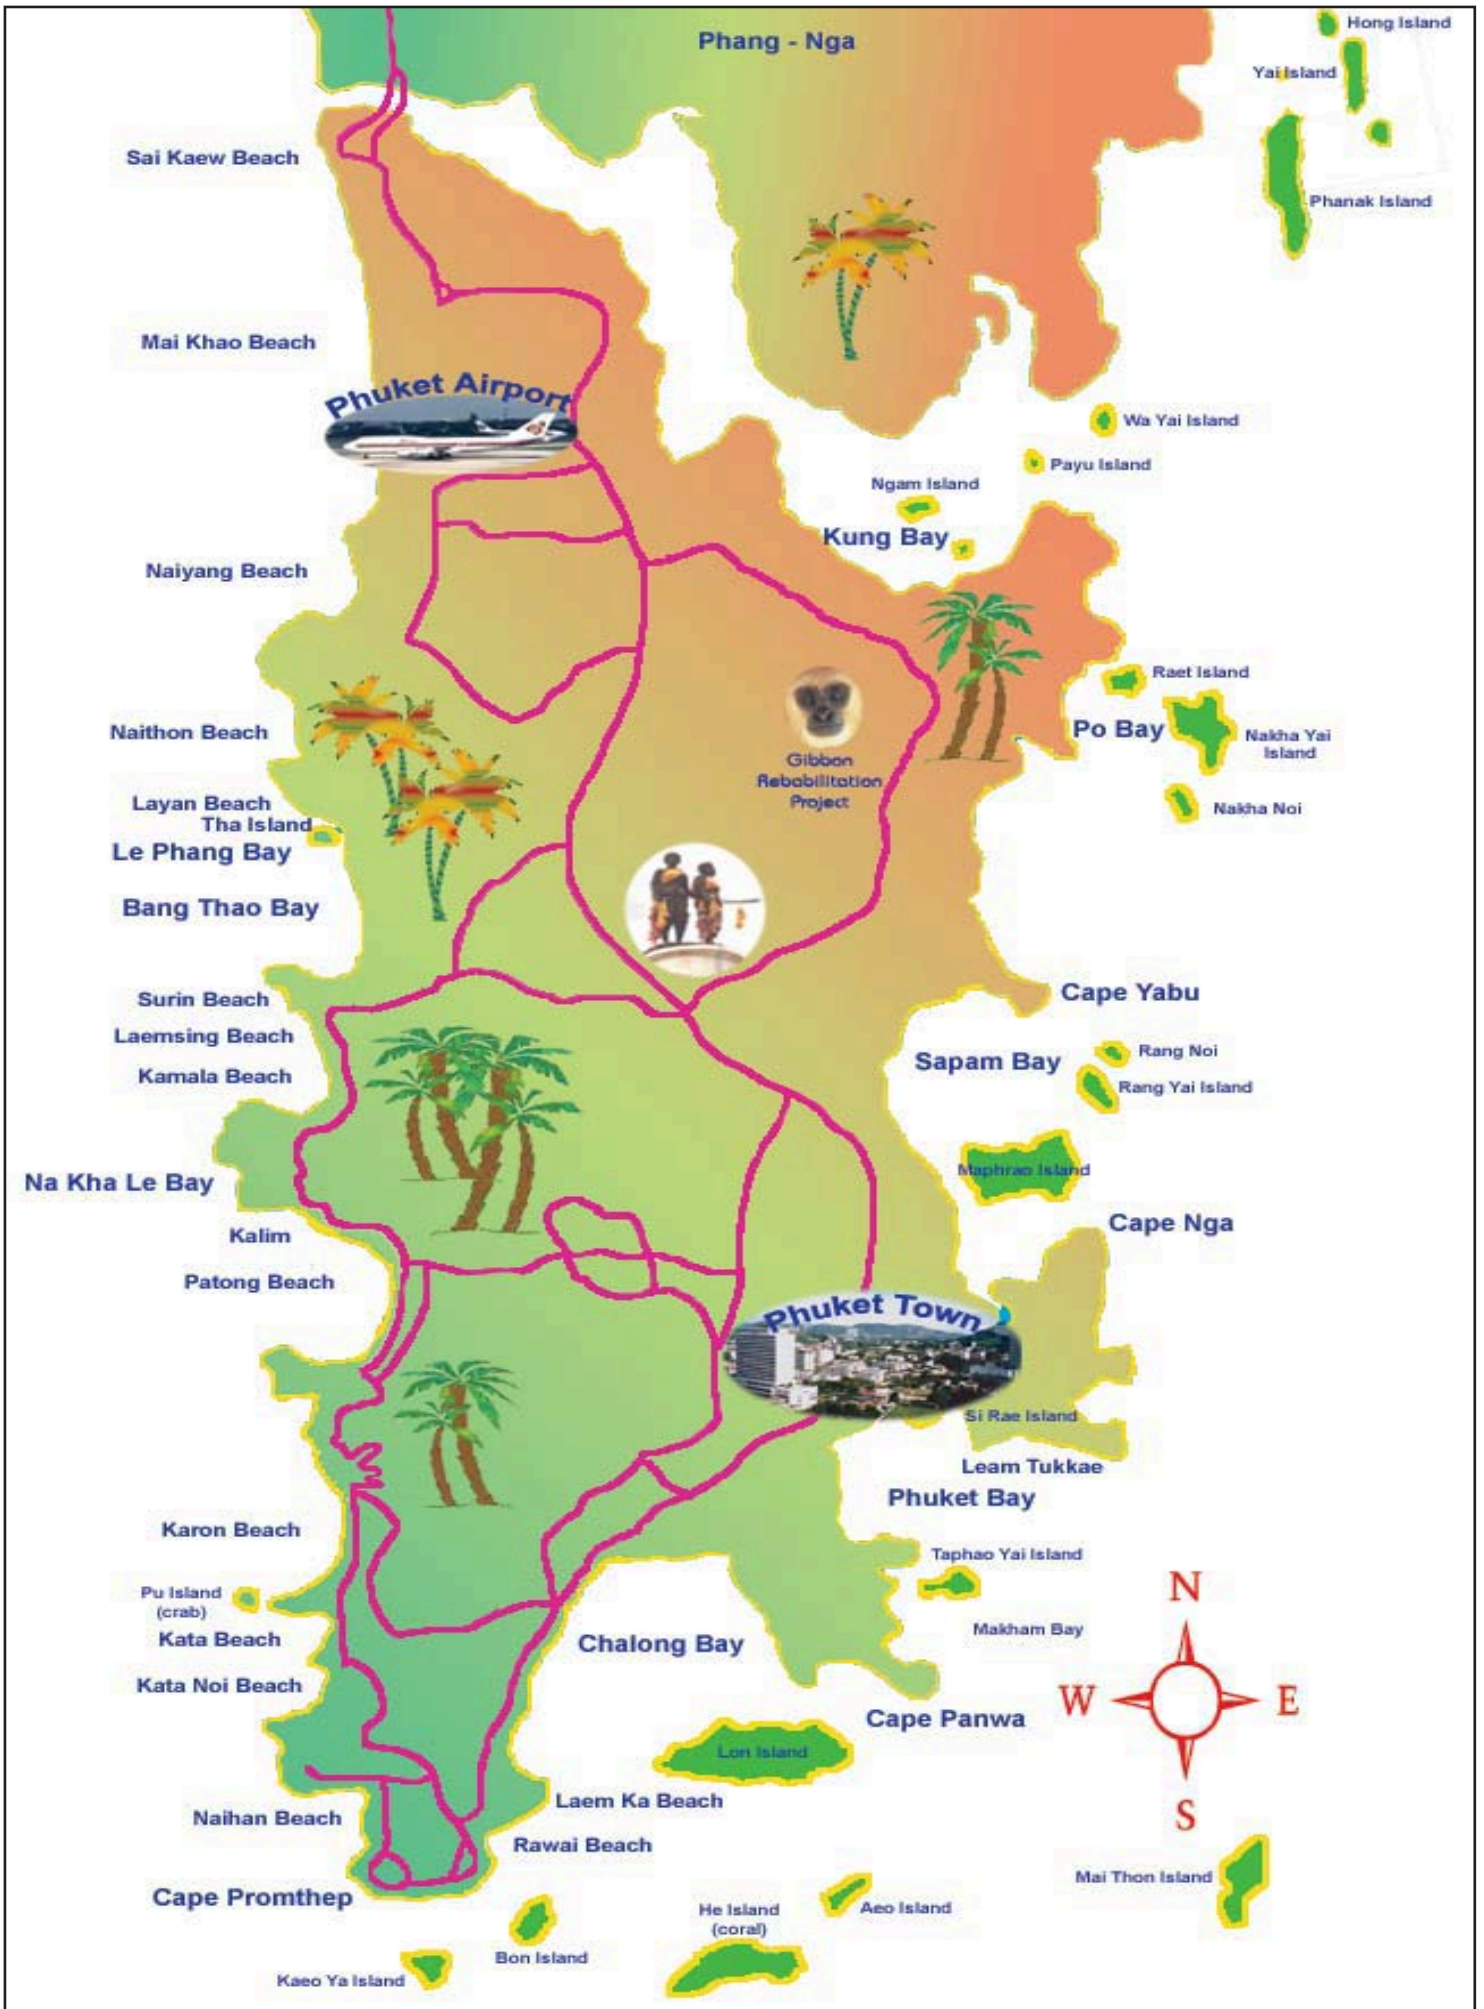 Hong Island
Phang - Nga
Yai Island
Sai Kaew Beach
Phanak Island
Mai Khao Beach
Phuket Airport
Wa Yai Island
Payu Island
Ngam Island
Kung Bay
Naiyang Beach
Raet Island
Po Bay
Nakha Yai
Island
Naithon Beach
Gibbon
Rebabilitation
Project
Layan Beach
Tha Island
Nakha Noi
Le Phang Bay
Bang Thao Bay
Cape Yabu
Surin Beach
Laemsing Beach
Sapam Bay
Rang Noi
Kamala Beach
Rang Yai Island
Maphrao Island
Na Kha Le Bay
Cape Nga
Kalim
Patong Beach
Phuket Town
Si Rae Island
Leam Tukkae
Phuket Bay
Karon Beach
Taphao Yai Island
Pu Island
(crab)
N
Makham Bay
Kata Beach
Chalong Bay
Kata Noi Beach
W
E
Cape Panwa
Lon Island
Laem Ka Beach
S
Naihan Beach
Rawai Beach
Mai Thon Island
Cape Promthep
He Island
(coral)
Aeo Island
Bon Island
Kaeo Ya Island